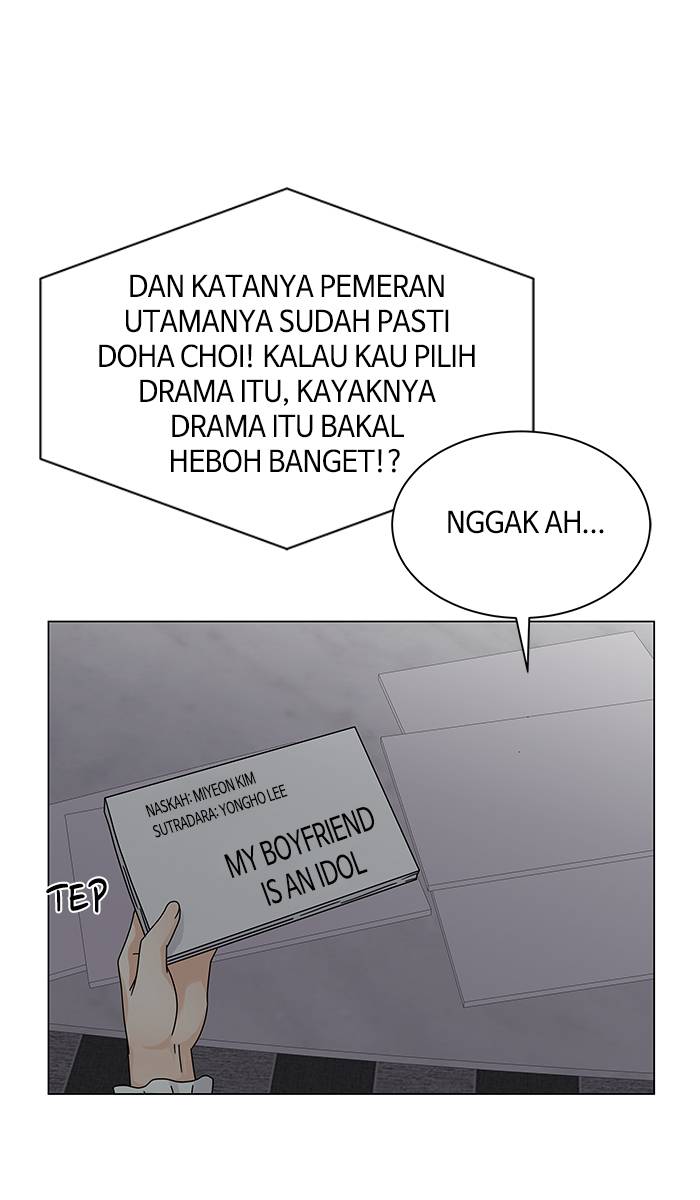 DAN KATANYA PEMERAN
UTAMANYA SUDAH PASTI
DOHA CHOI! KALAU KAU PILIH
DRAMA ITU, KAYAKNYA
DRAMA ITU BAKAL
HEBOH BANGET!?
NGGAK AH...
NASKAH: MIYEON KIM
SUTRADARA: YONGHO LEE
MY BOYFRIEND
IS AN IDOL
TEP